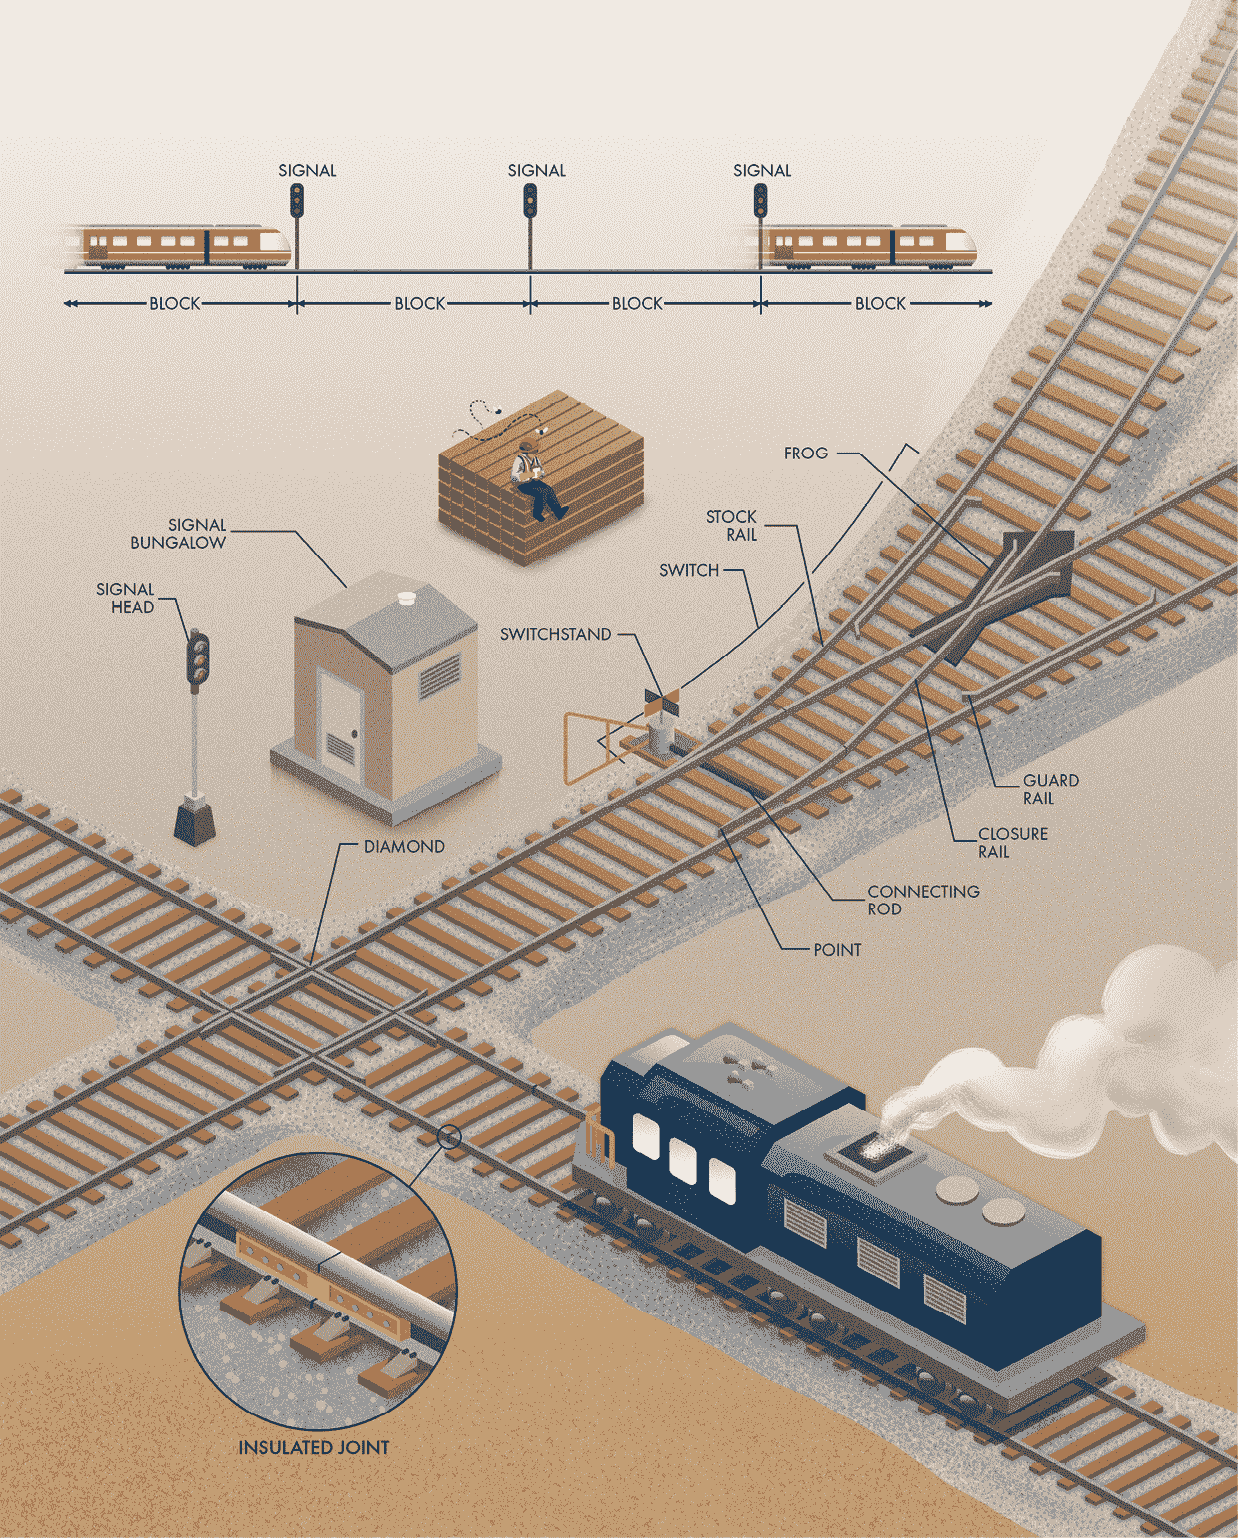 SIGNAL SIGNAL SIGNAL
BLOCK BLOCK BLOCK BLOCK
FROG
STOCK
RAIL
SIGNAL
BUNGALOW
SWITCH
SIGNAL
HEAD
SWITCHSTAND
GUARD
RAIL
CLOSURE
RAIL
DIAMOND
CONNECTING
ROD
POINT
INSULATED JOINT